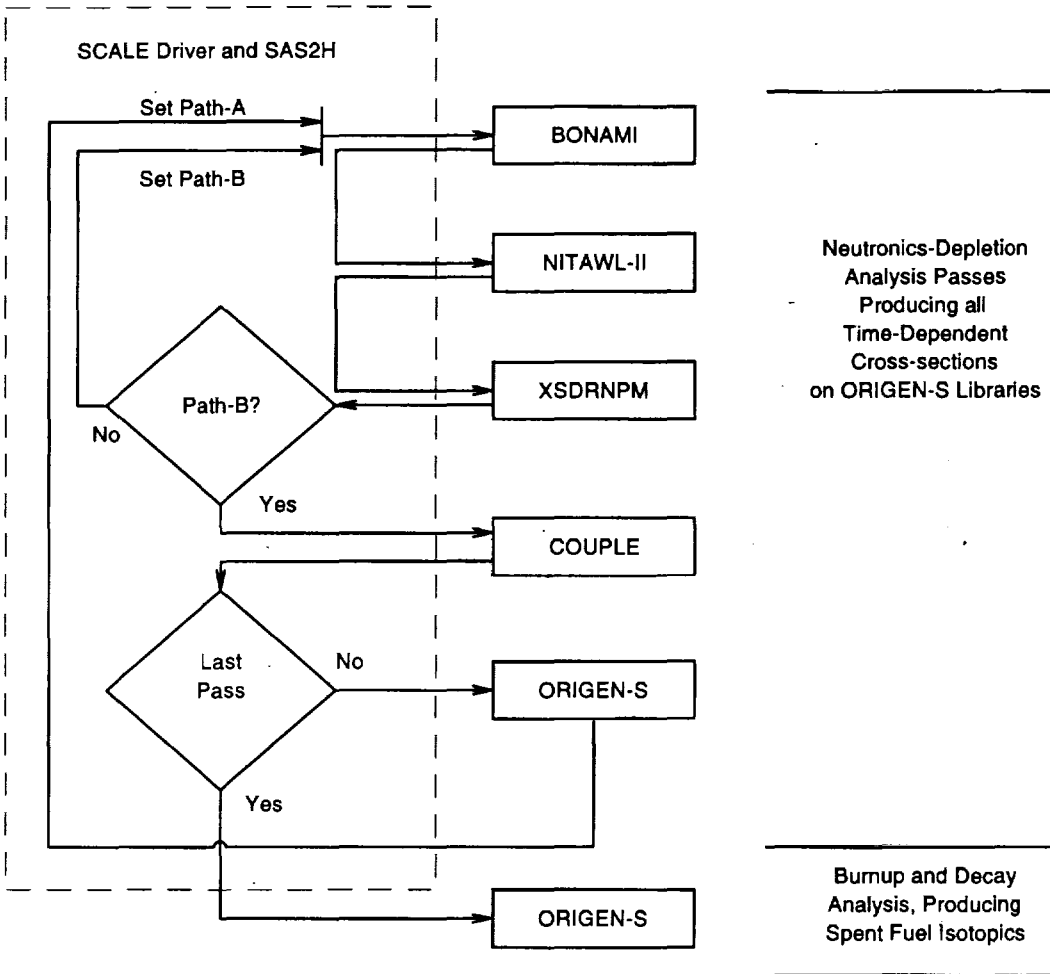 SCALE Driver and SAS2H
Set Path-A
Set Path-B
BONAMI
NITAWL-II
XSDRNPM
Path-B?
No
Yes
COUPLE
Last
Pass
No
ORIGEN-S
Yes
ORIGEN-S
Neutronics-Depletion
Analysis Passes
Producing all
Time-Dependent
Cross-sections
on ORIGEN-S Libraries
Burnup and Decay
Analysis, Producing
Spent Fuel Isotopics